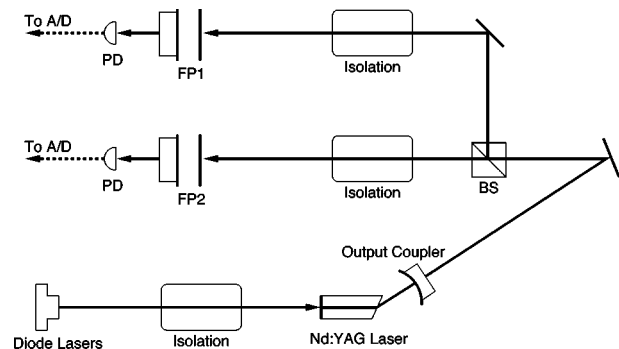 To A/D
PD
FP1
Isolation
To A/D
PD
FP2
Isolation
BS
Output Coupler
Diode Lasers
Isolation
Nd:YAG Laser